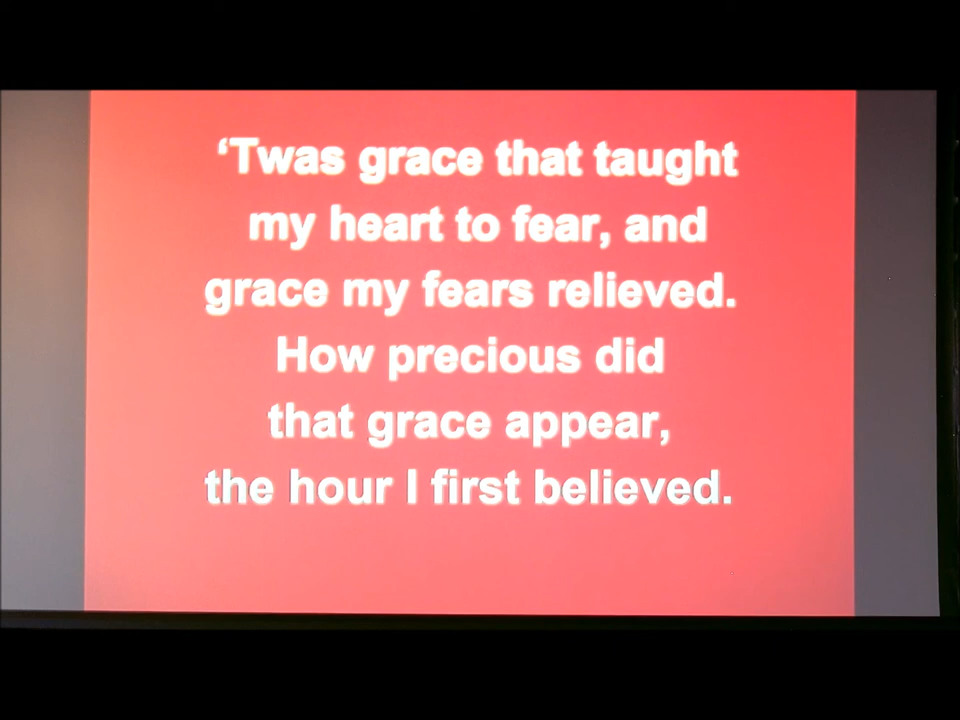 ‘Twas grace that taught
my heart to fear, and
grace my fears relieved.
How precious did
that grace appear,
the hour I first believed.